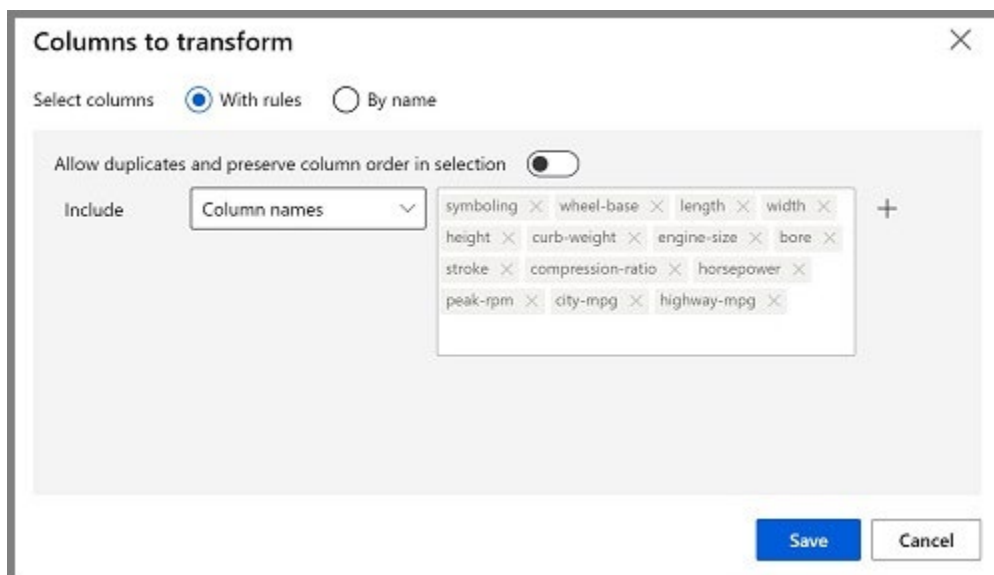 Columns to transform
Select columns With rules By name
Allow duplicates and preserve column order in selection
Include Column names symboling wheel-base length width
height curb-weight engine-size bore
stroke compression-ratio horsepower
peak-rpm city-mpg highway-mpg
Save Cancel